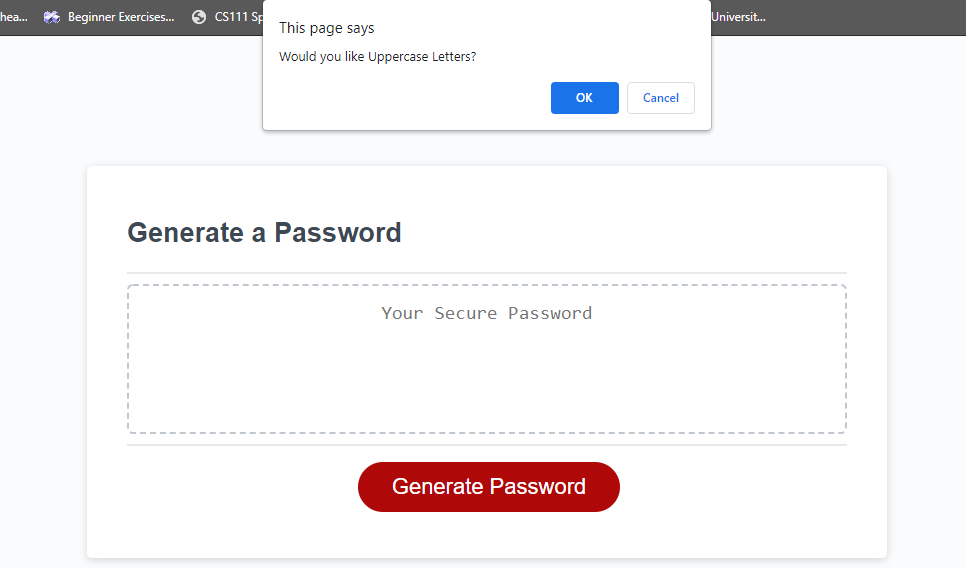 hea... Beginner Exercises... CS111 Sp Universit...
This page says
Would you like Uppercase Letters?
OK Cancel
Generate a Password
Your Secure Password
Generate Password